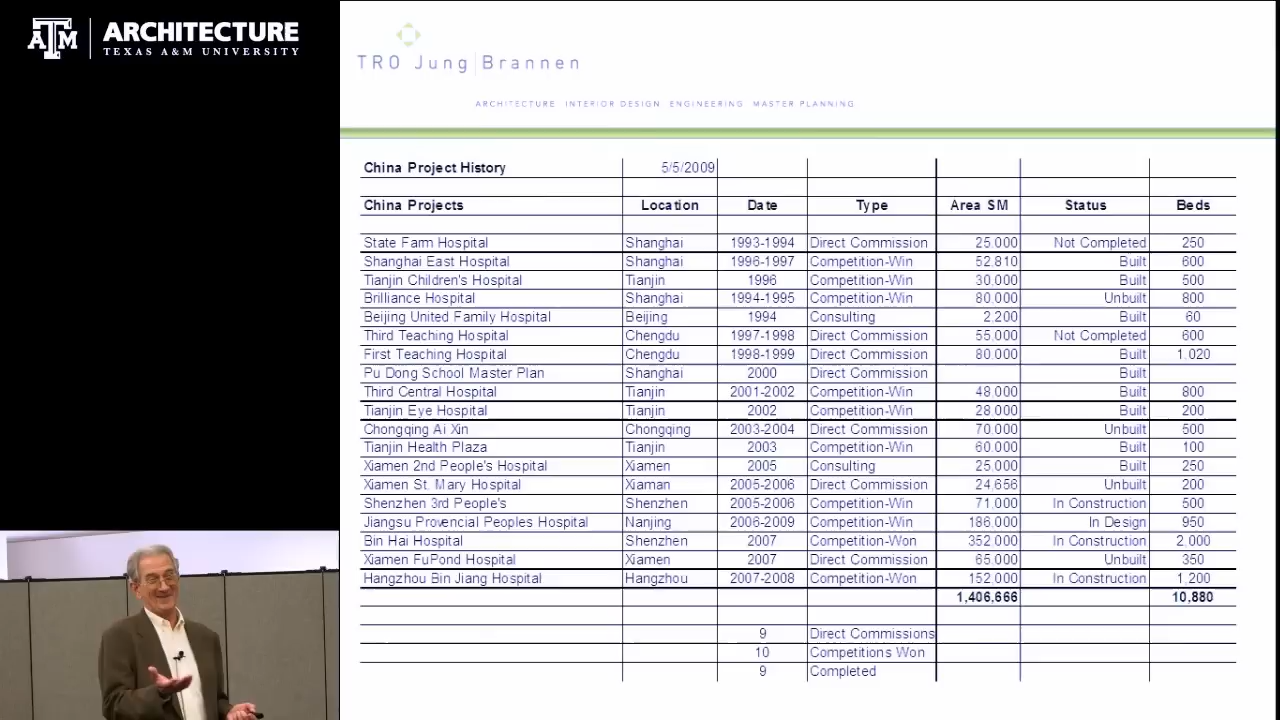 ATM ARCHITECTURE
TEXAS A&M UNIVERSITY
TRO Jung Brannen
ARCHITECTURE INTERIOR DESIGN ENGINEERING MASTER PLANNING
China Project History 5/5/2009
China Projects Location Date Type Area SM Status Beds
State Farm Hospital Shanghai 1993-1994 Direct Commission 25.000 Not Completed 250
Shanghai East Hospital Shanghai 1996-1997 Competition-Win 52.810 Built 600
Tianjin Children's Hospital Tianjin 1996 Competition-Win 30,000 Built 500
Brilliance Hospital Shanghai 1994-1995 Competition-Win 80,000 Unbuilt 800
Beijing United Family Hospital Beijing 1994 Consulting 2,200 Built 60
Third Teaching Hospital Chengdu 1997-1998 Direct Commission 55,000 Not Completed 600
First Teaching Hospital Chengdu 1998-1999 Direct Commission 80,000 Built 1,020
Pu Dong School Master Plan Shanghai 2000 Direct Commission Built
Third Central Hospital Tianjin 2001-2002 Competition-Win 48,000 Built 800
Tianjin Eye Hospital Tianjin 2002 Competition-Win 28,000 Built 200
Chongqing Ai Xin Chongqing 2003-2004 Direct Commission 70,000 Unbuilt 500
Tianjin Health Plaza Tianjin 2003 Competition-Win 60,000 Built 100
Xiamen 2nd People's Hospital Xiamen 2005 Consulting 25,000 Built 250
Xiamen St. Mary Hospital Xiaman 2005-2006 Direct Commission 24,656 Unbuilt 200
Shenzhen 3rd People's Shenzhen 2005-2006 Competition-Win 71,000 In Construction 500
Jiangsu Provencial Peoples Hospital Nanjing 2006-2009 Competition-Win 186,000 In Design 950
Bin Hai Hospital Shenzhen 2007 Competition-Won 352,000 In Construction 2,000
Xiamen FuPond Hospital Xiamen 2007 Direct Commission 65,000 Unbuilt 350
Hangzhou Bin Jiang Hospital Hangzhou 2007-2008 Competition-Won 152,000 In Construction 1,200
1,406,666 10,880
9 Direct Commissions
10 Competitions Won
9 Completed